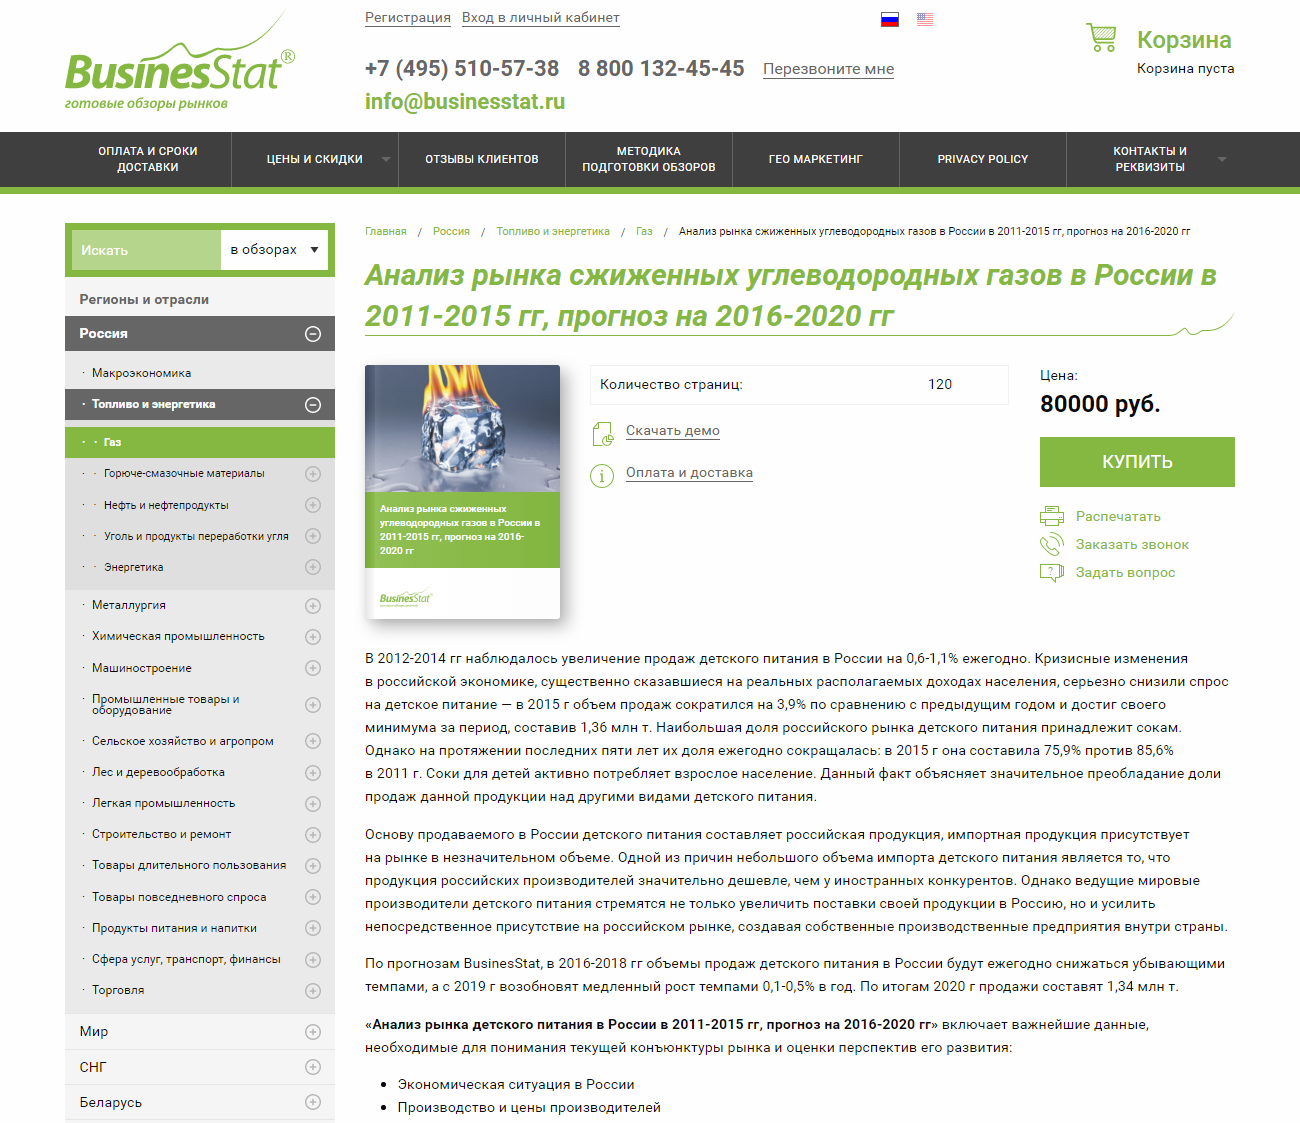 Регистрация Вход в личный кабинет
BusinesStat®
готовые обзоры рынков
+7 (495) 510-57-38 8 800 132-45-45 Перезвоните мне
info@businesstat.ru
Корзина
Корзина пуста
ОПЛАТА И СРОКИ
ДОСТАВКИ
ЦЕНЫ И СКИДКИ
ОТЗЫВЫ КЛИЕНТОВ
МЕТОДИКА
ПОДГОТОВКИ ОБЗОРОВ
ГЕО МАРКЕТИНГ
PRIVACY POLICY
КОНТАКТЫ И
РЕКВИЗИТЫ
Искать
в обзорах
Регионы и отрасли
Россия
Макроэкономика
Топливо и энергетика
Газ
Горюче-смазочные материалы
Нефть и нефтепродукты
Уголь и продукты переработки угля
Энергетика
Металлургия
Химическая промышленность
Машиностроение
Промышленные товары и
оборудование
Сельское хозяйство и агропром
Лес и деревообработка
Легкая промышленность
Строительство и ремонт
Товары длительного пользования
Товары повседневного спроса
Продукты питания и напитки
Сфера услуг, транспорт, финансы
Торговля
Мир
СНГ
Беларусь
Главная / Россия / Топливо и энергетика / Газ / Анализ рынка сжиженных углеводородных газов в России в 2011-2015 гг, прогноз на 2016-2020 гг
Анализ рынка сжиженных углеводородных газов в России в
2011-2015 гг, прогноз на 2016-2020 гг
Анализ рынка сжиженных
углеводородных газов в России в
2011-2015 гг, прогноз на 2016-
2020 гг
BusinesStat®
готовые обзоры рынков
Количество страниц: 120
Скачать демо
Оплата и доставка
Цена:
80000 руб.
КУПИТЬ
Распечатать
Заказать звонок
Задать вопрос
В 2012-2014 гг наблюдалось увеличение продаж детского питания в России на 0,6-1,1% ежегодно. Кризисные изменения
в российской экономике, существенно сказавшиеся на реальных располагаемых доходах населения, серьезно снизили спрос
на детское питание — в 2015 г объем продаж сократился на 3,9% по сравнению с предыдущим годом и достиг своего
минимума за период, составив 1,36 млн т. Наибольшая доля российского рынка детского питания принадлежит сокам.
Однако на протяжении последних пяти лет их доля ежегодно сокращалась: в 2015 г она составила 75,9% против 85,6%
в 2011 г. Соки для детей активно потребляет взрослое население. Данный факт объясняет значительное преобладание доли
продаж данной продукции над другими видами детского питания.
Основу продаваемого в России детского питания составляет российская продукция, импортная продукция присутствует
на рынке в незначительном объеме. Одной из причин небольшого объема импорта детского питания является то, что
продукция российских производителей значительно дешевле, чем у иностранных конкурентов. Однако ведущие мировые
производители детского питания стремятся не только увеличить поставки своей продукции в Россию, но и усилить
непосредственное присутствие на российском рынке, создавая собственные производственные предприятия внутри страны.
По прогнозам BusinesStat, в 2016-2018 гг объемы продаж детского питания в России будут ежегодно снижаться убывающими
темпами, а с 2019 г возобновят медленный рост темпами 0,1-0,5% в год. По итогам 2020 г продажи составят 1,34 млн т.
«Анализ рынка детского питания в России в 2011-2015 гг, прогноз на 2016-2020 гг» включает важнейшие данные,
необходимые для понимания текущей конъюнктуры рынка и оценки перспектив его развития:
Экономическая ситуация в России
Производство и цены производителей